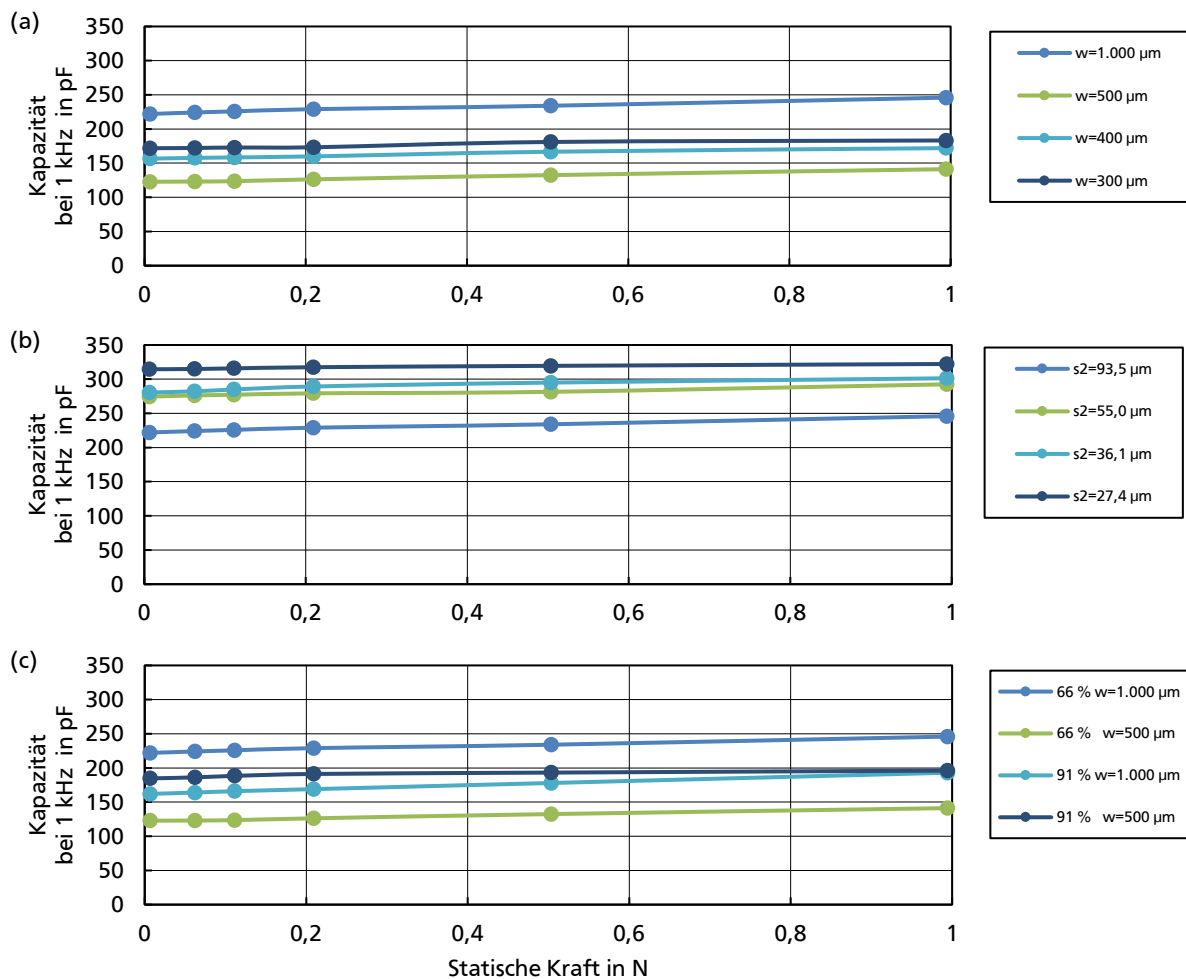 (a)
350
300
250
200
150
100
50
0
Kapazität
bei 1 kHz in pF
0 0,2 0,4 0,6 0,8 1
w=1.000 µm
w=500 µm
w=400 µm
w=300 µm
(b)
350
300
250
200
150
100
50
0
Kapazität
bei 1 kHz in pF
0 0,2 0,4 0,6 0,8 1
s2=93,5 µm
s2=55,0 µm
s2=36,1 µm
s2=27,4 µm
(c)
350
300
250
200
150
100
50
0
Kapazität
bei 1 kHz in pF
0 0,2 0,4 0,6 0,8 1
Statische Kraft in N
66 % w=1.000 µm
66 % w=500 µm
91 % w=1.000 µm
91 % w=500 µm